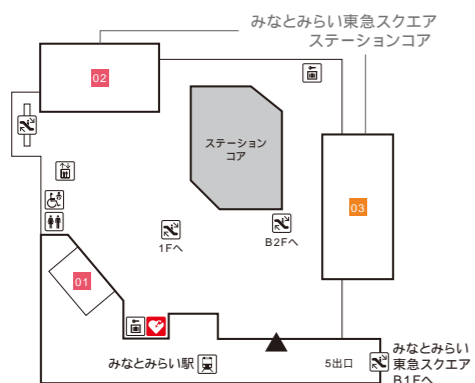 みなとみらい東急スクエア
ステーションコア
02
ステーション
コア
03
1Fへ
B2Fへ
01
みなとみらい駅
5出口
みなとみらい
東急スクエア
B1Fへ